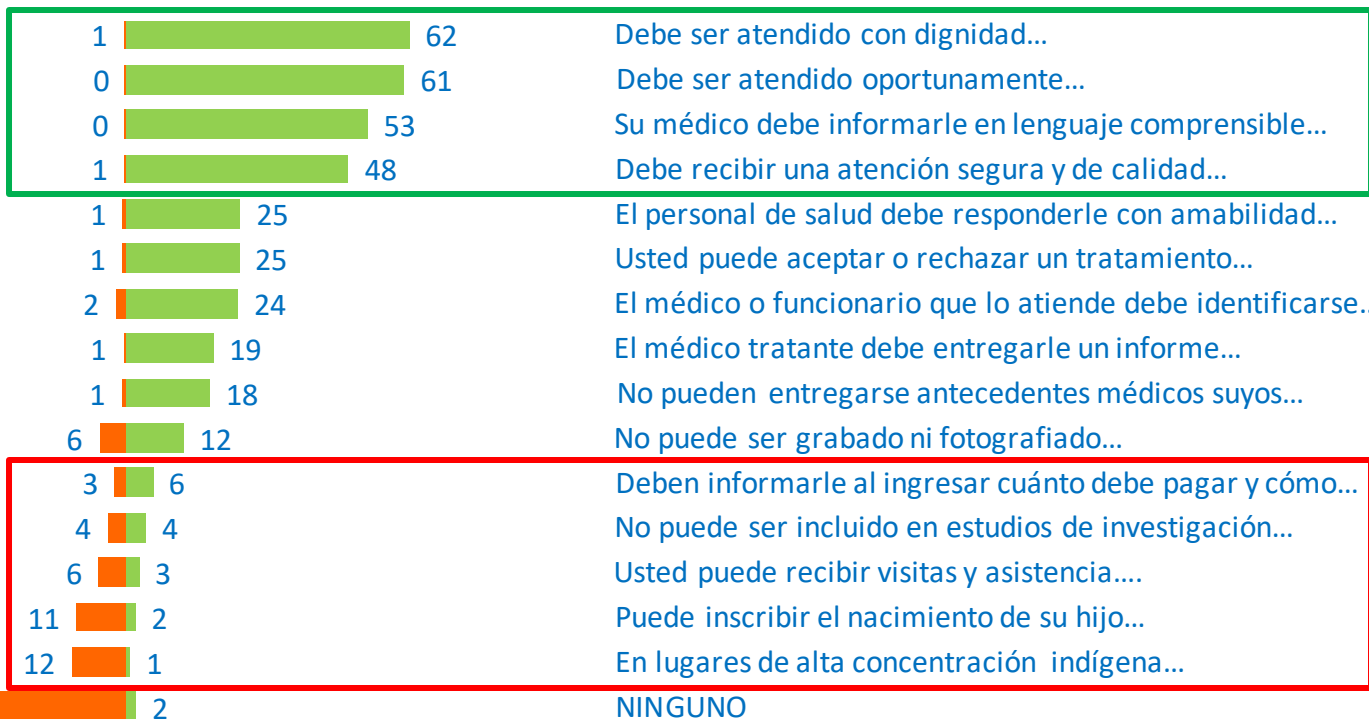 1 62 Debe ser atendido con dignidad...
0 61 Debe ser atendido oportunamente...
0 53 Su médico debe informarle en lenguaje comprensible...
1 48 Debe recibir una atención segura y de calidad...
1 25 El personal de salud debe responderle con amabilidad...
1 25 Usted puede aceptar o rechazar un tratamiento...
2 24 El médico o funcionario que lo atiende debe identificarse..
1 19 El médico tratante debe entregarle un informe...
1 18 No pueden entregarse antecedentes médicos suyos...
6 12 No puede ser grabado ni fotografiado...
3 6 Deben informarle al ingresar cuánto debe pagar y cómo...
4 4 No puede ser incluido en estudios de investigación...
6 3 Usted puede recibir visitas y asistencia....
11 2 Puede inscribir el nacimiento de su hijo...
12 1 En lugares de alta concentración indígena...
2 NINGUNO